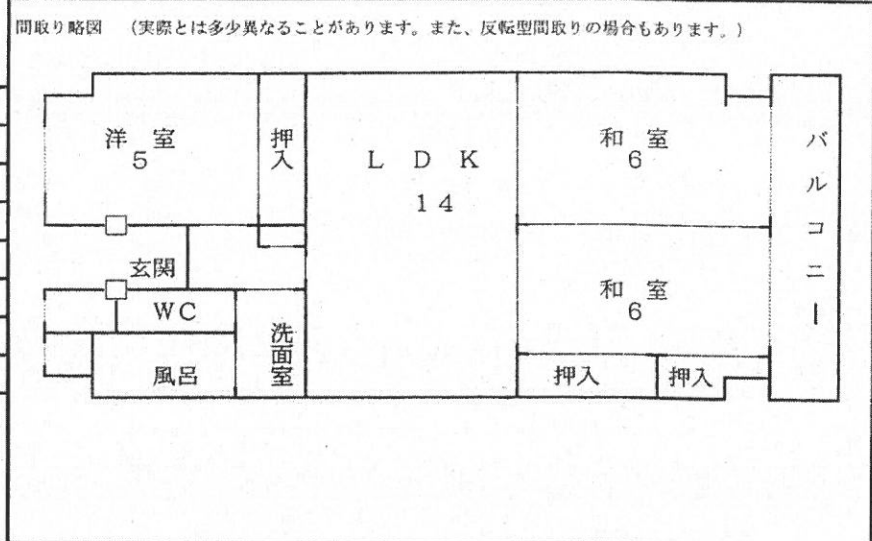 間取り略図 （実際とは多少異なることがあります。また、反転型間取りの場合もあります。）
洋 室
5
押入
L D K
14
和 室
6
バルコニー
玄関
WC
洗面室
風呂
和 室
6
押入
押入